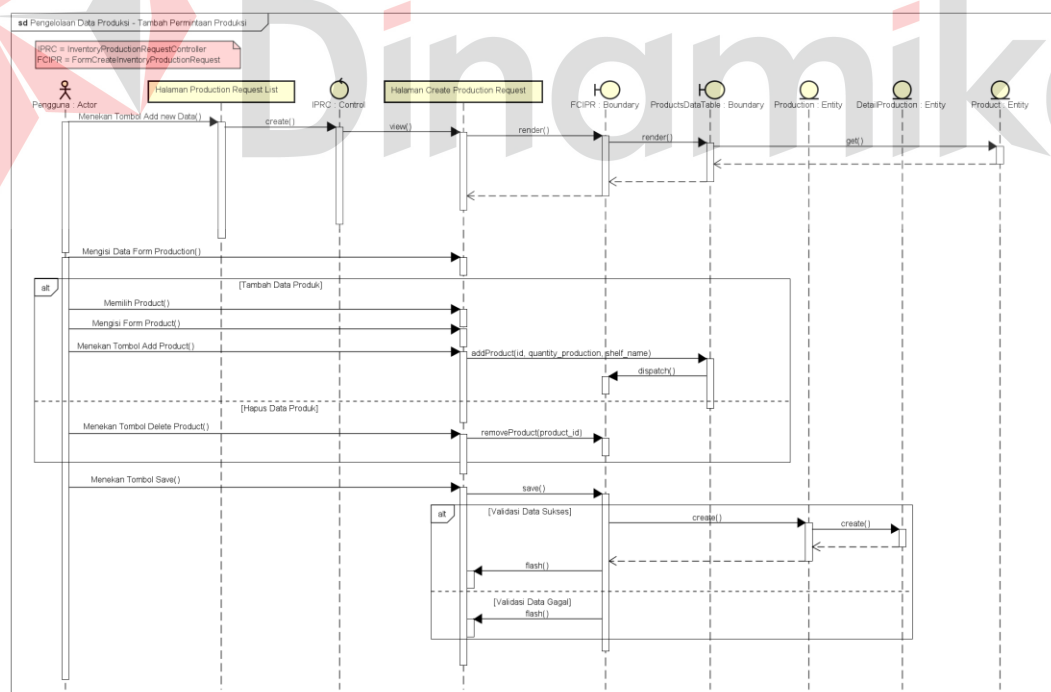 Dinamik
sd Pengelolaan Data Produksi - Tambah Permintaan Produksi
IPRC = InventoryProductionRequestController
FCIPR = FormCreateInventoryProductionRequest
Pengguna : Actor
Halaman Production Request List
IPRC : Control
Halaman Create Production Request
FCIPR : Boundary
ProductsDataTable : Boundary
Production : Entity
DetailProduction : Entity
Product : Entity
Menekan Tombol Add new Data()
create()
view()
render()
render()
get()
Mengisi Data Form Production()
alt
[Tambah Data Produk]
Memilih Product()
Mengisi Form Product()
Menekan Tombol Add Product()
addProduct(id, quantity_production, shelf_name)
dispatch()
[Hapus Data Produk]
Menekan Tombol Delete Product()
removeProduct(product_id)
Menekan Tombol Save()
save()
alt
[Validasi Data Sukses]
create()
create()
flash()
[Validasi Data Gagal]
flash()